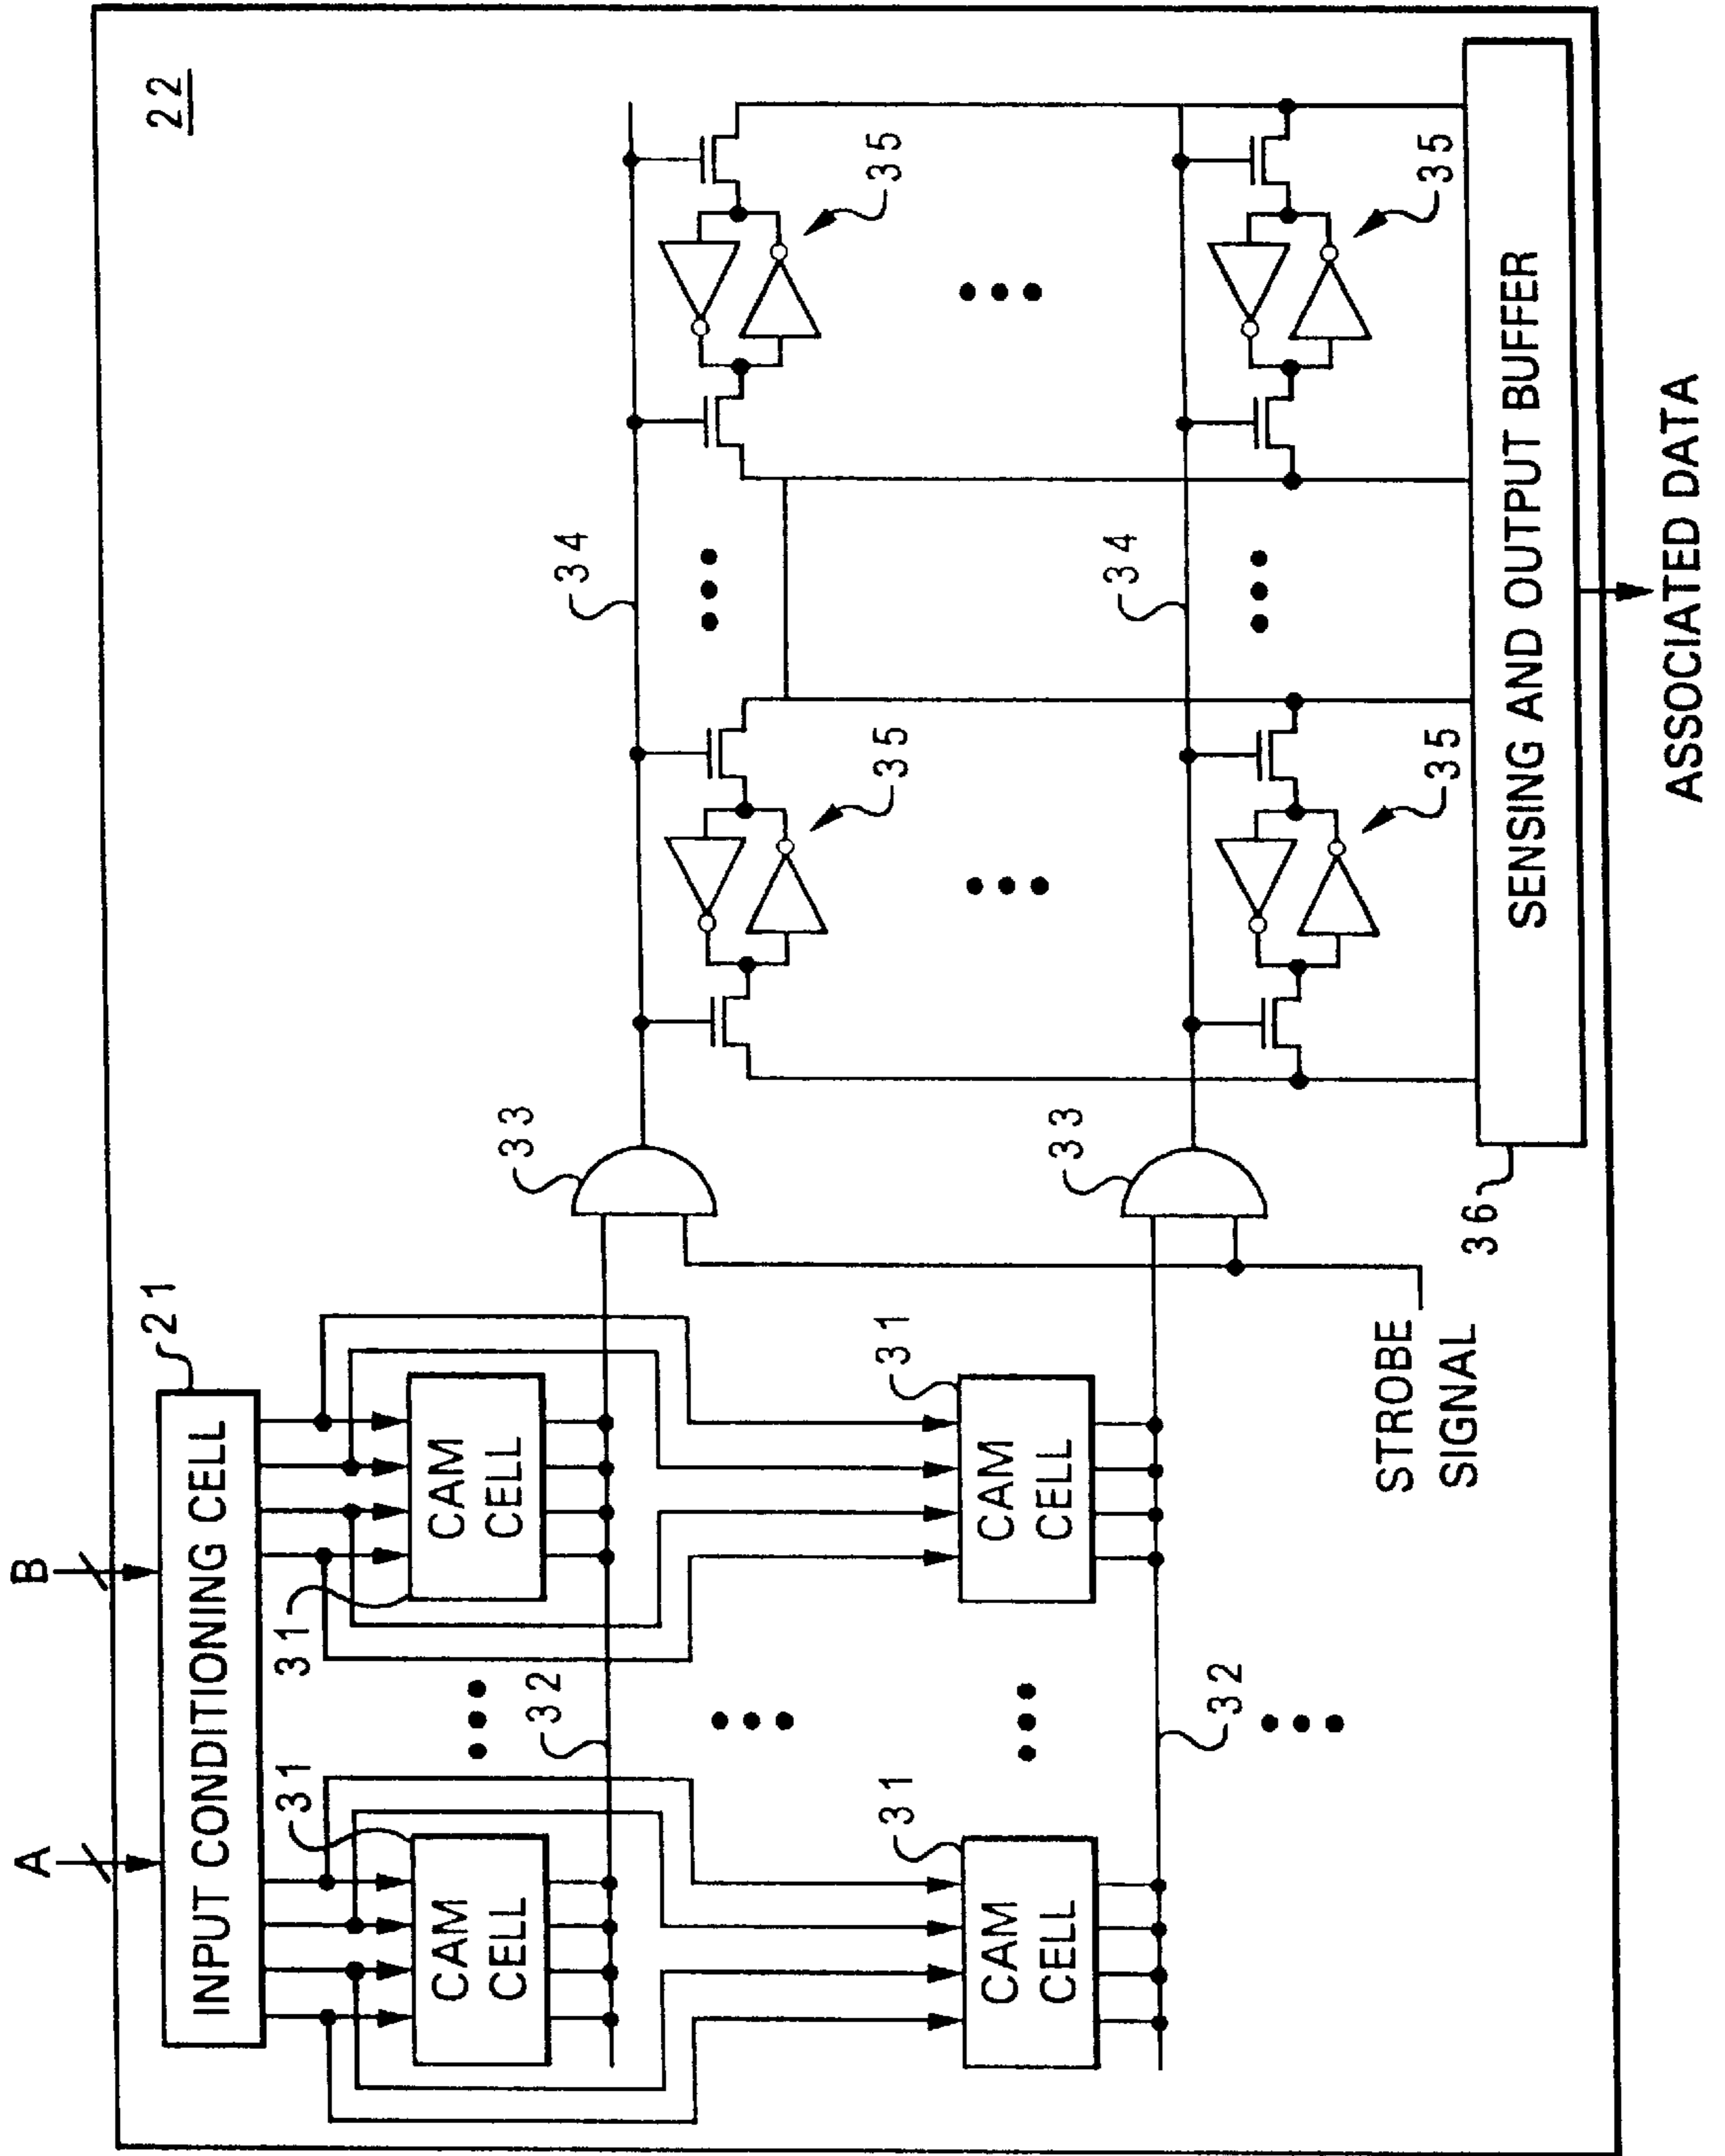 22
A
B
INPUT CONDITIONING CELL
21
31
CAM
CELL
31
CAM
CELL
32
33
34
35
35
31
CAM
CELL
31
CAM
CELL
32
33
34
35
35
STROBE
SIGNAL
36
SENSING AND OUTPUT BUFFER
ASSOCIATED DATA